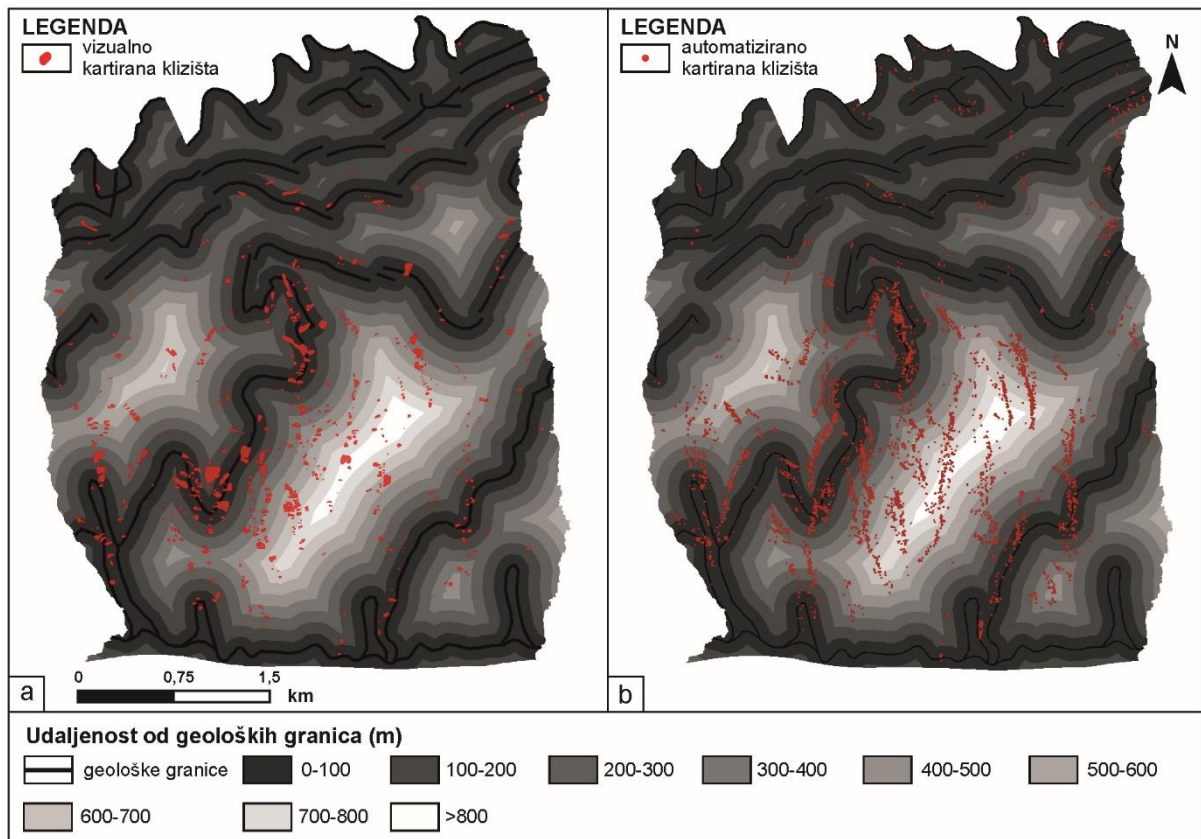 LEGENDA
vizualno
kartirana klizišta
LEGENDA
automatizirano
kartirana klizišta
N
0 0,75 1,5
km
a
b
Udaljenost od geoloških granica (m)
geološke granice 0-100 100-200 200-300 300-400 400-500 500-600
600-700 700-800 >800